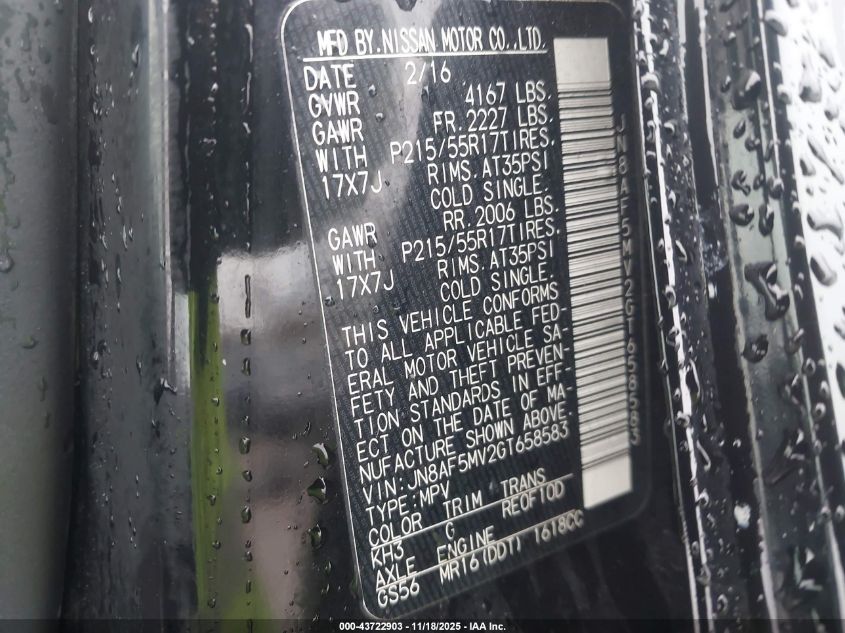 MFD BY.NISSAN MOTOR CO.,LTD.
DATE 2/16
GVWR 4167 LBS.
GAWR FR. 2227 LBS.
WITH P215/55R17TIRES.
17X7J RIMS. AT35PSI
COLD SINGLE.
GAWR RR. 2006 LBS.
WITH P215/55R17TIRES.
17X7J RIMS. AT35PSI
COLD SINGLE.
THIS VEHICLE CONFORMS
TO ALL APPLICABLE FED-
ERAL MOTOR VEHICLE SA-
FETY AND THEFT PREVEN-
TION STANDARDS IN EFF-
ECT ON THE DATE OF MA-
NUFACTURE SHOWN ABOVE.
VIN: JN8AF5MV2GT658583
TYPE: MPV
COLOR TRIM TRANS
KH3 G RE0F10D
AXLE ENGINE
GS56 MR16(DDT) 1618CC
JN8AF5MV2GT658583
000-43722903 - 11/18/2025 - IAA Inc.